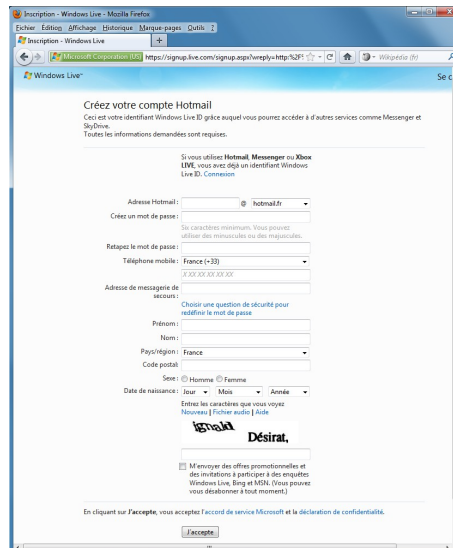 Inscription - Windows Live - Mozilla Firefox
Fichier Édition Affichage Historique Marque-pages Outils ?
Inscription - Windows Live
Microsoft Corporation (US) https://signup.live.com/signup.aspx?wreply=http:%2F!
Wikipédia (fr)
Windows Live™
Se c
Créez votre compte Hotmail
Ceci est votre identifiant Windows Live ID grâce auquel vous pourrez accéder à d'autres services comme Messenger et
SkyDrive.
Toutes les informations demandées sont requises.
Si vous utilisez Hotmail, Messenger ou Xbox
LIVE, vous avez déjà un identifiant Windows
Live ID. Connexion
Adresse Hotmail : @ hotmail.fr
Créez un mot de passe :
Six caractères minimum. Vous pouvez
utiliser des minuscules ou des majuscules.
Retapez le mot de passe :
Téléphone mobile : France (+33)
X XX XX XX XX
Adresse de messagerie de
secours :
Choisir une question de sécurité pour
redéfinir le mot de passe
Prénom :
Nom :
Pays/région : France
Code postal:
Sexe : Homme Femme
Date de naissance : Jour Mois Année
Entrez les caractères que vous voyez
Nouveau | Fichier audio | Aide
Désirat,
M'envoyer des offres promotionnelles et
des invitations à participer à des enquêtes
Windows Live, Bing et MSN. (Vous pouvez
vous désabonner à tout moment.)
En cliquant sur J'accepte, vous acceptez l'accord de service Microsoft et la déclaration de confidentialité.
J'accepte